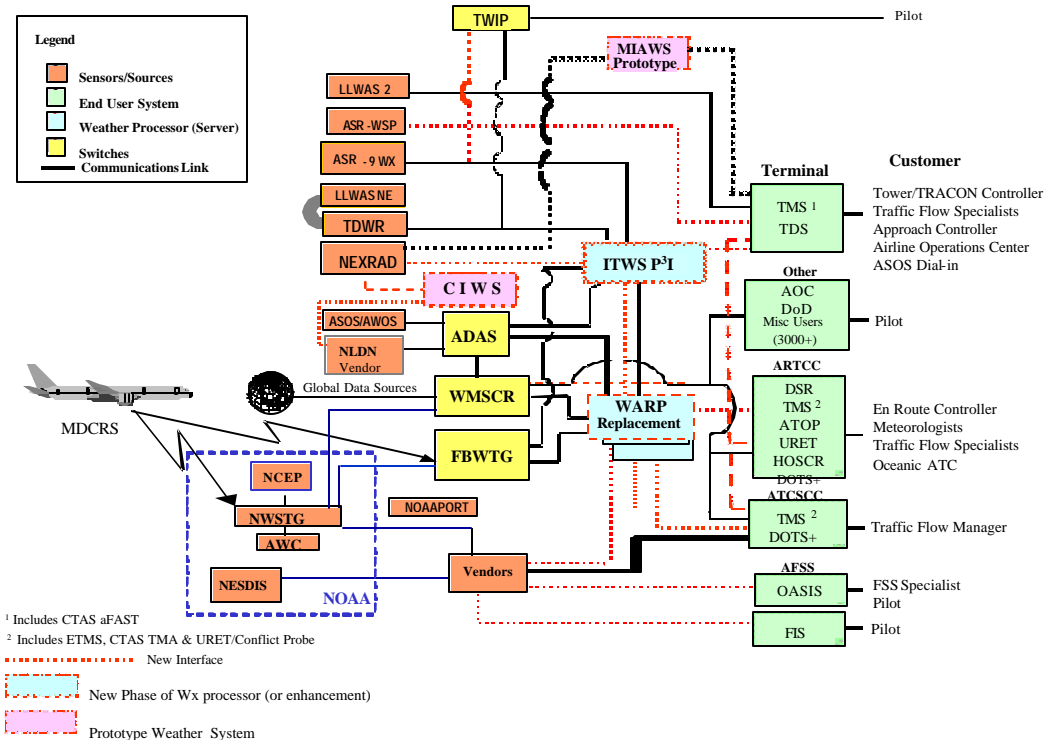 TWIP
Pilot
Legend
Sensors/Sources
End User System
Weather Processor (Server)
Switches
Communications Link
MIAWS
Prototype
LLWAS 2
ASR -WSP
ASR - 9 WX
LLWAS NE
TDWR
NEXRAD
Terminal
TMS 1
TDS
Customer
Tower/TRACON Controller
Traffic Flow Specialists
Approach Controller
Airline Operations Center
ASOS Dial-in
ITWS P3I
C I W S
Other
AOC
DoD
Misc Users
(3000+)
Pilot
ASOS/AWOS
ADAS
NLDN
Vendor
Global Data Sources
WMSCR
WARP
Replacement
ARTCC
DSR
TMS 2
ATOP
URET
HOSCR
DOTS+
En Route Controller
Meteorologists
Traffic Flow Specialists
Oceanic ATC
MDCRS
FBWTG
NCEP
NWSTG
AWC
NOAAPORT
NESDIS
NOAA
Vendors
ATCSCC
TMS 2
DOTS+
Traffic Flow Manager
AFSS
OASIS
FSS Specialist
Pilot
FIS
Pilot
1 Includes CTAS aFAST
2 Includes ETMS, CTAS TMA & URET/Conflict Probe
New Interface
New Phase of Wx processor (or enhancement)
Prototype Weather System